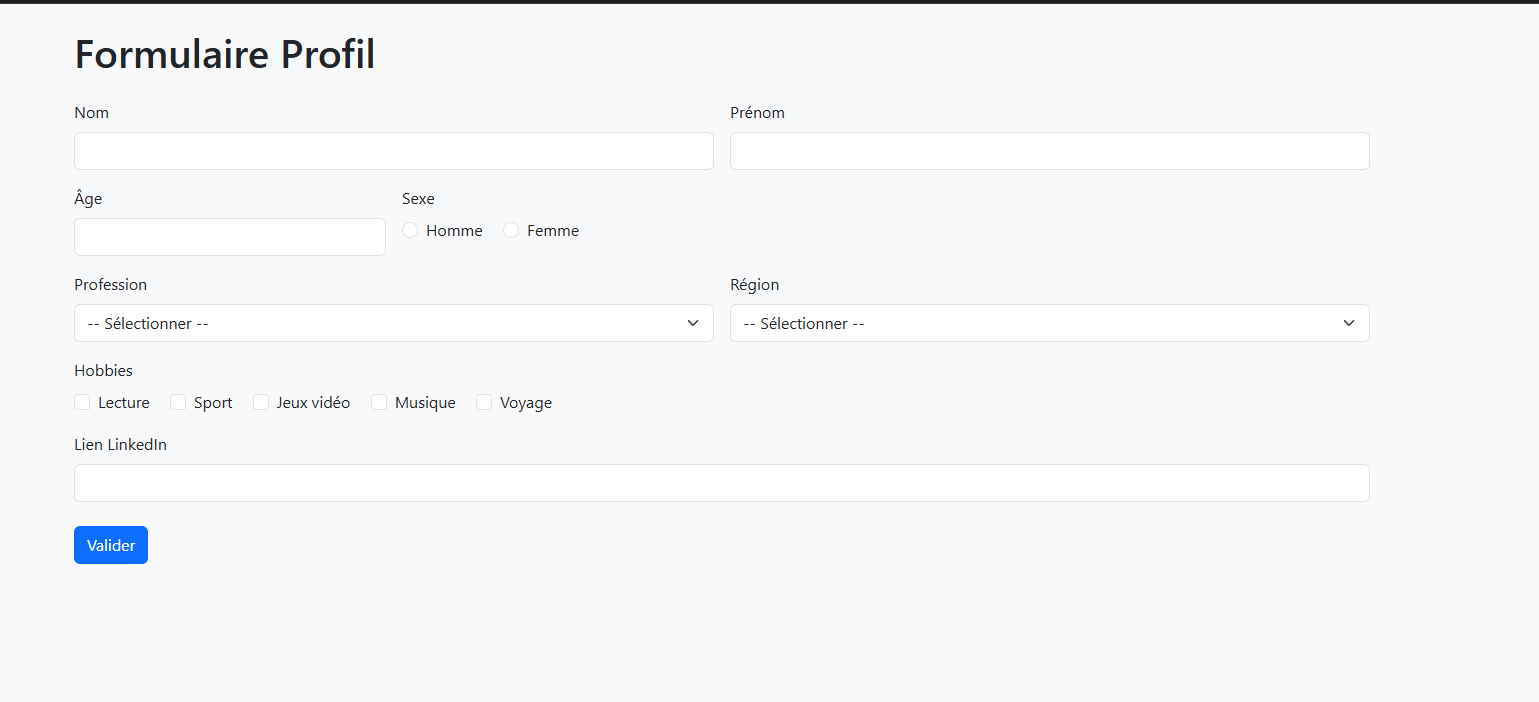 Formulaire Profil
Nom Prénom
Âge Sexe
Homme Femme
Profession Région
-- Sélectionner -- -- Sélectionner --
Hobbies
Lecture Sport Jeux vidéo Musique Voyage
Lien LinkedIn
Valider